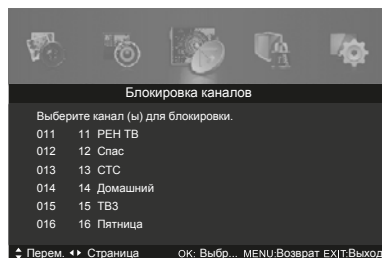 Блокировка каналов
Выберите канал (ы) для блокировки.
011 11 РЕН ТВ
012 12 Спас
013 13 СТС
014 14 Домашний
015 15 ТВ3
016 16 Пятница
Перем. Страница OK: Выбр... MENU:Возврат EXIT:Выход